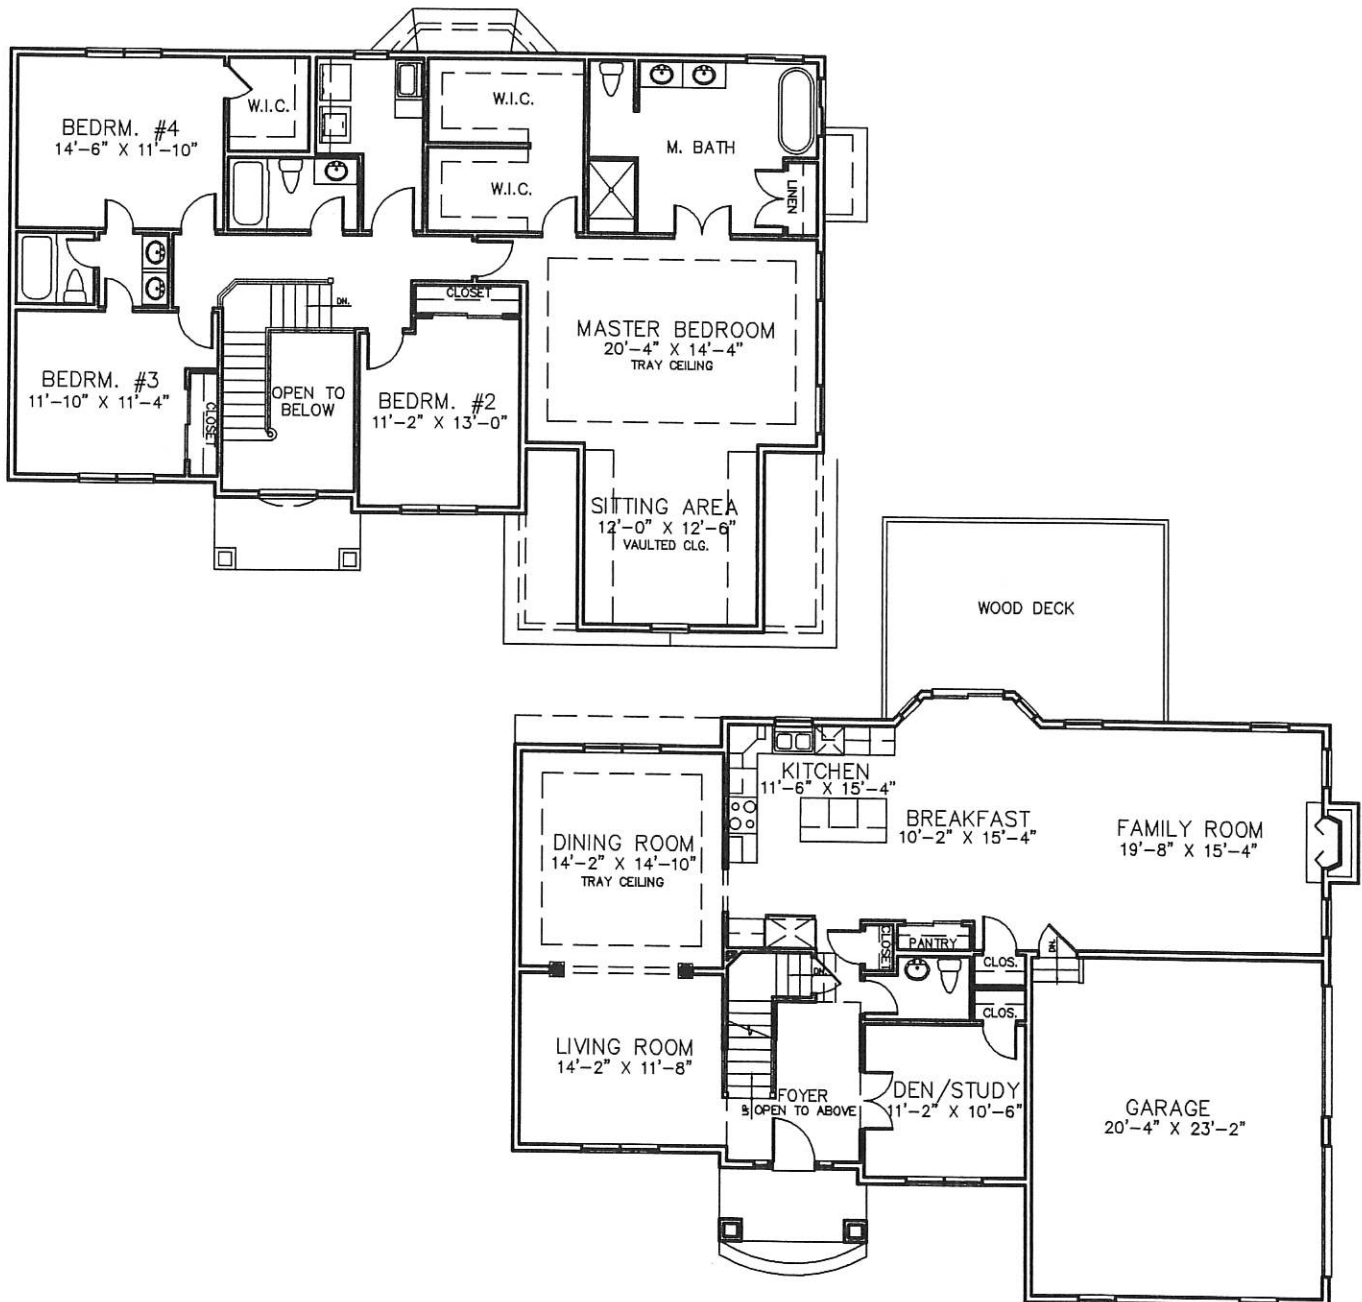 BEDRM. #4
14'-6" X 11'-10"
W.I.C.
W.I.C.
W.I.C.
M. BATH
LINEN
DN.
CLOSET
MASTER BEDROOM
20'-4" X 14'-4"
TRAY CEILING
BEDRM. #3
11'-10" X 11'-4"
CLOSET
OPEN TO
BELOW
BEDRM. #2
11'-2" X 13'-0"
SITTING AREA
12'-0" X 12'-6"
VAULTED CLG.
WOOD DECK
KITCHEN
11'-6" X 15'-4"
BREAKFAST
10'-2" X 15'-4"
FAMILY ROOM
19'-8" X 15'-4"
DINING ROOM
14'-2" X 14'-10"
TRAY CEILING
CLOSET
PANTRY
CLOS.
DN.
DN.
CLOS.
LIVING ROOM
14'-2" X 11'-8"
FOYER
OPEN TO ABOVE
DEN/STUDY
11'-2" X 10'-6"
GARAGE
20'-4" X 23'-2"